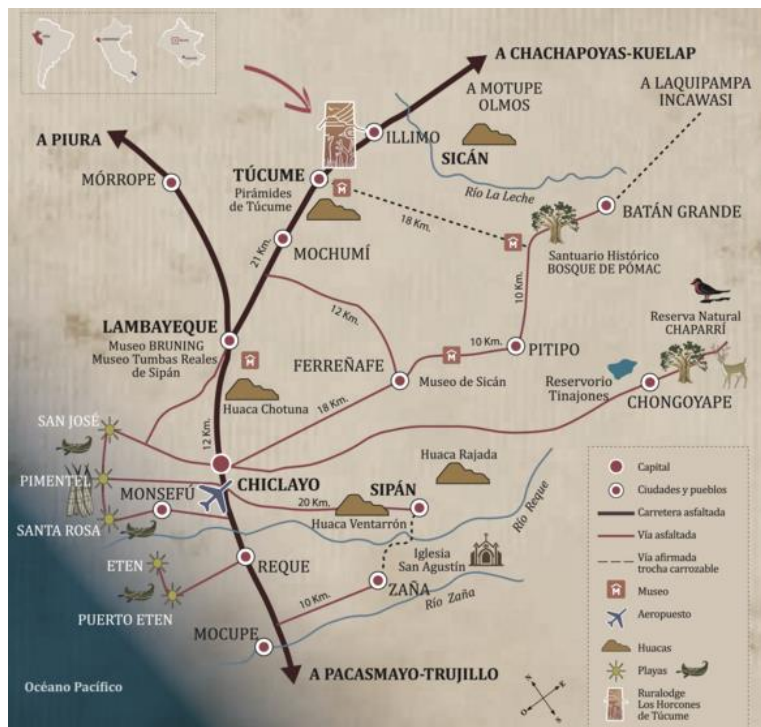 A CHACHAPOYAS-KUELAP
A MOTUPE
OLMOS
A LAQUIPAMPA
INCAWASI
A PIURA
ILLIMO
SICÁN
MÓRROPE
TÚCUME
Pirámides
de Túcume
Río La Leche
18 Km.
BATÁN GRANDE
MOCHUMÍ
21 Km.
Santuario Histórico
BOSQUE DE PÓMAC
10 Km.
12 Km.
Reserva Natural
CHAPARRÍ
LAMBAYEQUE
Museo BRUNING
Museo Tumbas Reales
de Sipán
10 Km.
PITIPO
FERREÑAFE
Museo de Sicán
Reservorio
Tinajones
CHONGOYAPE
Huaca Chotuna
18 Km.
12 Km.
SAN JOSÉ
Huaca Rajada
PIMENTEL
CHICLAYO
SIPÁN
MONSEFÚ
20 Km.
Huaca Ventarrón
Río Reque
SANTA ROSA
Iglesia
San Agustín
ETEN
REQUE
ZAÑA
10 Km.
Río Zaña
PUERTO ETEN
MOCUPE
A PACASMAYO-TRUJILLO
Océano Pacífico
N
E
S
O
Capital
Ciudades y pueblos
Carretera asfaltada
Vía asfaltada
Vía afirmada
trocha carrozable
Museo
Aeropuesto
Huacas
Playas
Ruralodge
Los Horcones
de Túcume